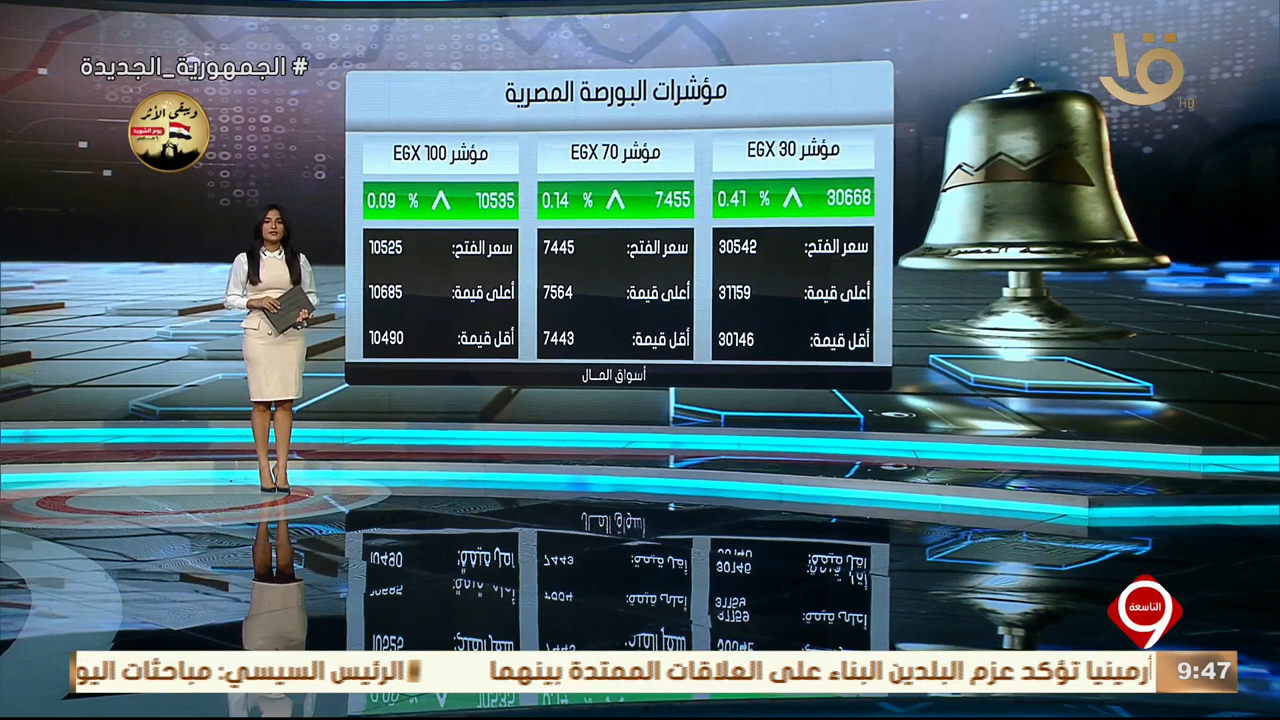 #الجمهورية_الجديدة
ويبقى الأثر
يوم الشهيد
HD
مؤشرات البورصة المصرية
مؤشر EGX 30
30668 % 0.41
سعر الفتح: 30542
أعلى قيمة: 31159
أقل قيمة: 30146
مؤشر EGX 70
7455 % 0.14
سعر الفتح: 7445
أعلى قيمة: 7564
أقل قيمة: 7443
مؤشر EGX 100
10535 % 0.09
سعر الفتح: 10525
أعلى قيمة: 10685
أقل قيمة: 10490
أسواق المـال
التاسعة
9
9:47
أرمينيا تؤكد عزم البلدين البناء على العلاقات الممتدة بينهما
الرئيس السيسي: مباحثات اليو